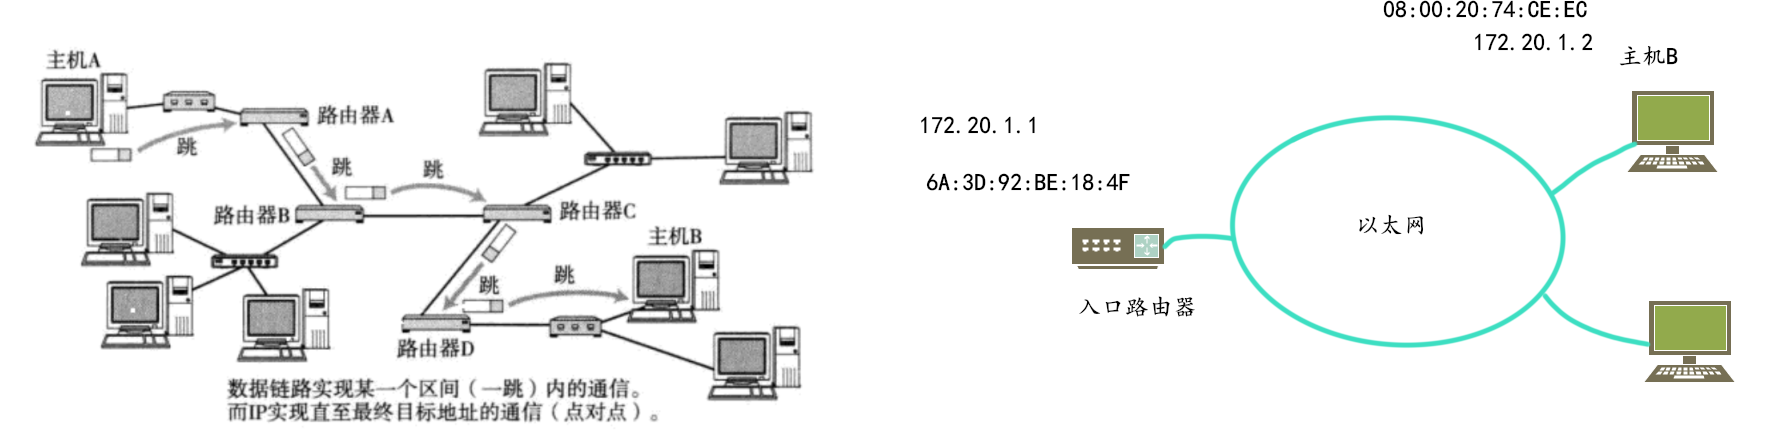 主机A
路由器A
跳
跳
跳
路由器B
路由器C
主机B
跳
跳
路由器D
数据链路实现某一个区间（一跳）内的通信。
而IP实现直至最终目标地址的通信（点对点）。
08:00:20:74:CE:EC
172.20.1.2
主机B
172.20.1.1
6A:3D:92:BE:18:4F
以太网
入口路由器